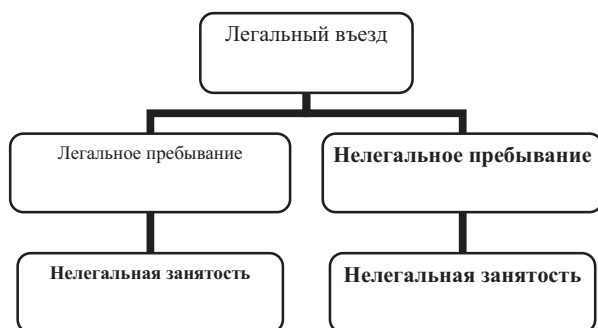 Легальный въезд
Легальное пребывание
Нелегальное пребывание
Нелегальная занятость
Нелегальная занятость